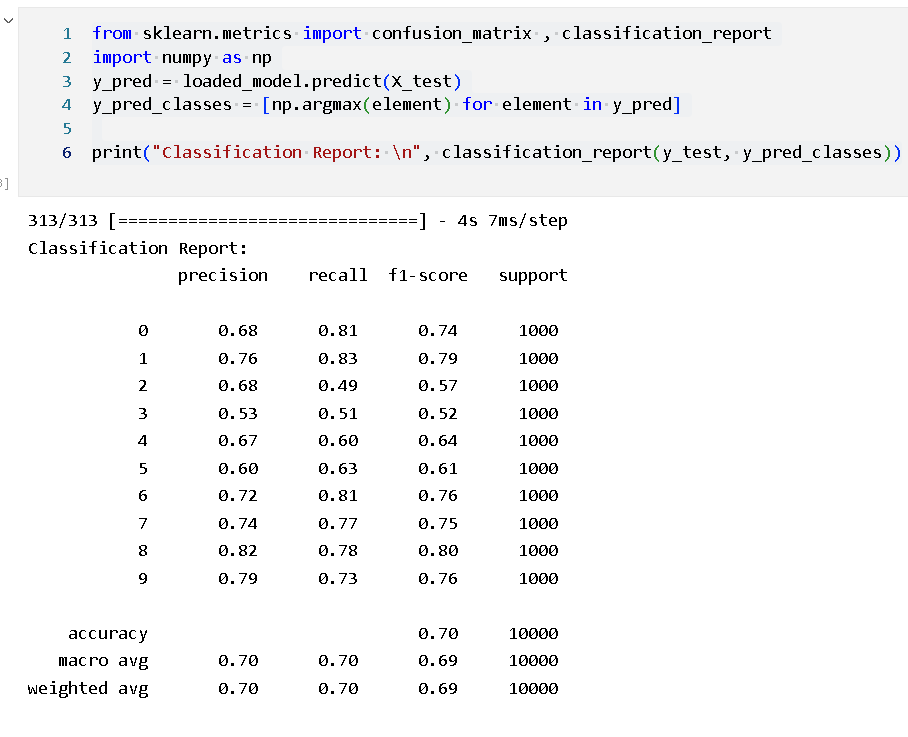 1 from sklearn.metrics import confusion_matrix , classification_report
2 import numpy as np
3 y_pred = loaded_model.predict(X_test)
4 y_pred_classes = [np.argmax(element) for element in y_pred]
5
6 print("Classification Report: \n", classification_report(y_test, y_pred_classes))
]
313/313 [==============================] - 4s 7ms/step
Classification Report:
precision recall f1-score support
0 0.68 0.81 0.74 1000
1 0.76 0.83 0.79 1000
2 0.68 0.49 0.57 1000
3 0.53 0.51 0.52 1000
4 0.67 0.60 0.64 1000
5 0.60 0.63 0.61 1000
6 0.72 0.81 0.76 1000
7 0.74 0.77 0.75 1000
8 0.82 0.78 0.80 1000
9 0.79 0.73 0.76 1000
accuracy 0.70 10000
macro avg 0.70 0.70 0.69 10000
weighted avg 0.70 0.70 0.69 10000